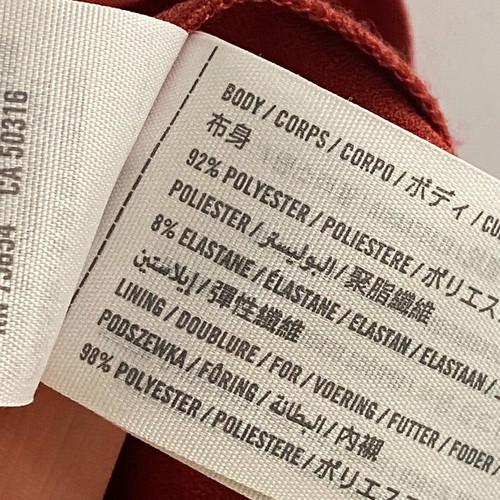 CA 50316
BODY / CORPS / CORPO / ボディ /
布身
92% POLYESTER / POLIESTERE / ポリエス
POLIESTER / البوليستر / 聚脂纖維
8% ELASTANE / ÉLASTANE / ELASTAN / ELASTAAN /
إيلاستين / 彈性纖維
LINING / DOUBLURE / FOR / VOERING / FUTTER / FODER /
PODSZEWKA / FÓRING / البطانة / 內襯
98% POLYESTER / POLIESTERE / ポリエス